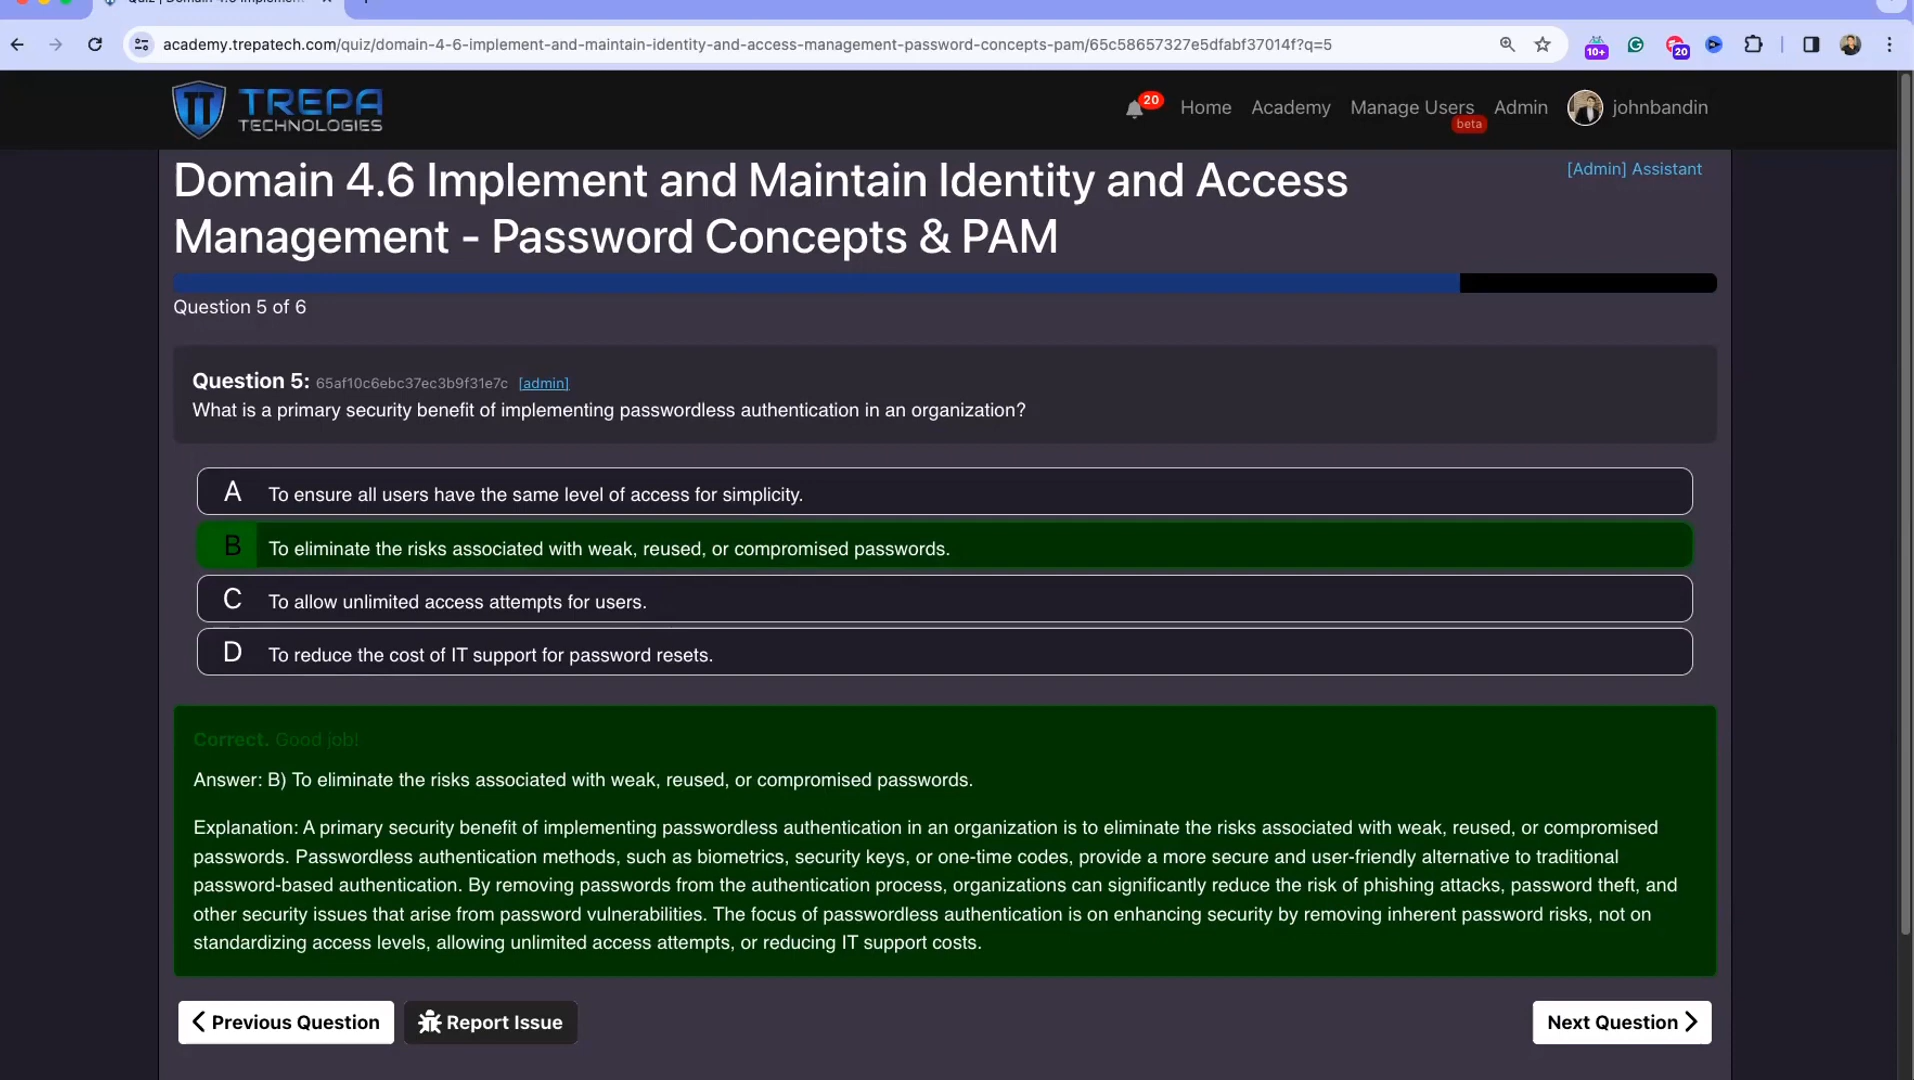 academy.trepatech.com/quiz/domain-4-6-implement-and-maintain-identity-and-access-management-password-concepts-pam/65c58657327e5dfabf37014f?q=5
10+
20
TREPA
TECHNOLOGIES
20
Home
Academy
Manage Users
beta
Admin
johnbandin
Domain 4.6 Implement and Maintain Identity and Access
Management - Password Concepts & PAM
[Admin] Assistant
Question 5 of 6
Question 5: 65af10c6ebc37ec3b9f31e7c [admin]
What is a primary security benefit of implementing passwordless authentication in an organization?
A To ensure all users have the same level of access for simplicity.
B To eliminate the risks associated with weak, reused, or compromised passwords.
C To allow unlimited access attempts for users.
D To reduce the cost of IT support for password resets.
Correct. Good job!
Answer: B) To eliminate the risks associated with weak, reused, or compromised passwords.
Explanation: A primary security benefit of implementing passwordless authentication in an organization is to eliminate the risks associated with weak, reused, or compromised
passwords. Passwordless authentication methods, such as biometrics, security keys, or one-time codes, provide a more secure and user-friendly alternative to traditional
password-based authentication. By removing passwords from the authentication process, organizations can significantly reduce the risk of phishing attacks, password theft, and
other security issues that arise from password vulnerabilities. The focus of passwordless authentication is on enhancing security by removing inherent password risks, not on
standardizing access levels, allowing unlimited access attempts, or reducing IT support costs.
Previous Question
Report Issue
Next Question